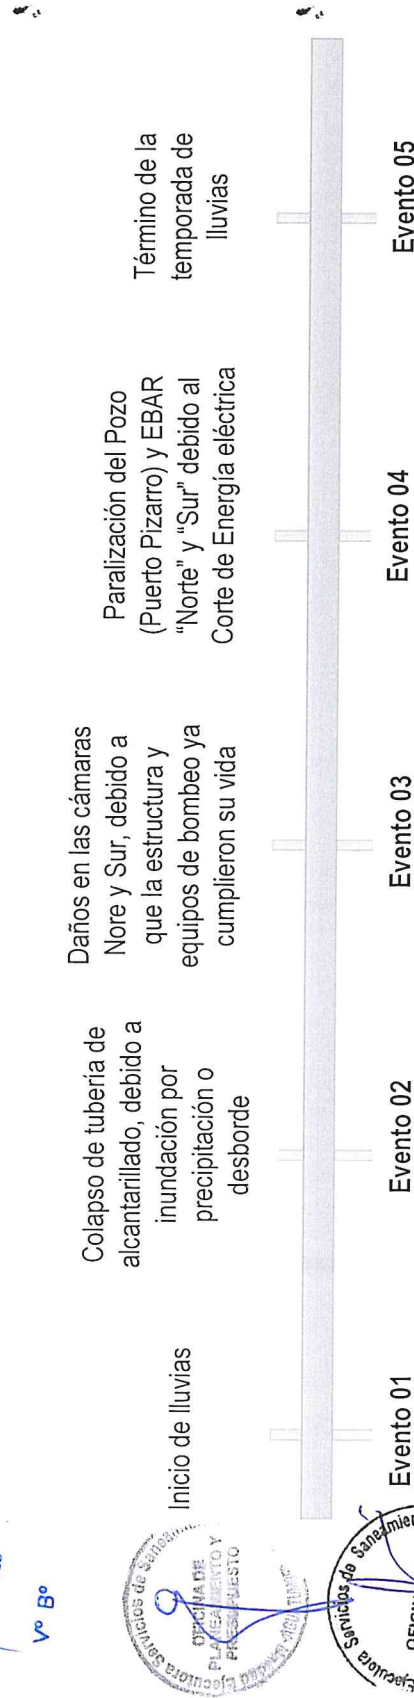 Vº Bº
Inicio de lluvias
Colapso de tubería de
alcantarillado, debido a
inundación por
precipitación o
desborde
Daños en las cámaras
Nore y Sur, debido a
que la estructura y
equipos de bombeo ya
cumplieron su vida
Paralización del Pozo
(Puerto Pizarro) y EBAR
“Norte” y “Sur” debido al
Corte de Energía eléctrica
Término de la
temporada de
lluvias
Evento 01
Evento 02
Evento 03
Evento 04
Evento 05
OFICINA DE
PLANEAMIENTO Y
PRESUPUESTO
Ejecutora Servicios de